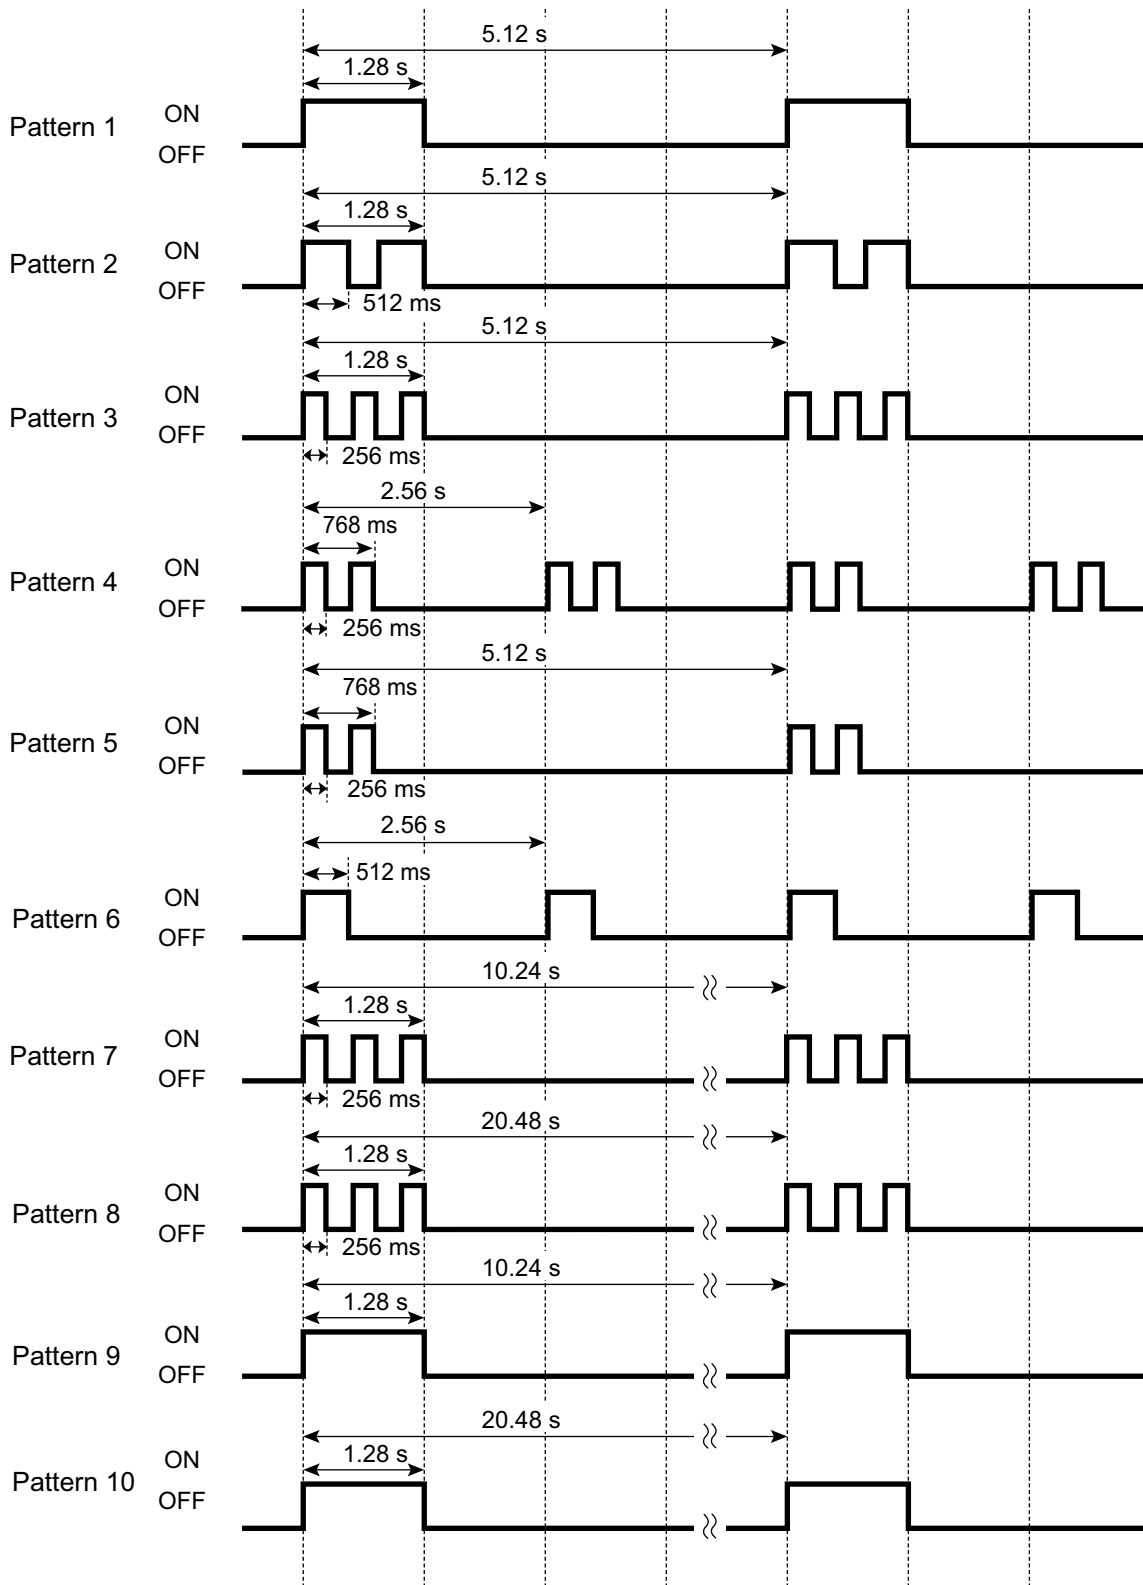 5.12 s
1.28 s
Pattern 1
ON
OFF
5.12 s
1.28 s
Pattern 2
ON
OFF
512 ms
5.12 s
1.28 s
Pattern 3
ON
OFF
256 ms
2.56 s
768 ms
Pattern 4
ON
OFF
256 ms
5.12 s
768 ms
Pattern 5
ON
OFF
256 ms
2.56 s
512 ms
Pattern 6
ON
OFF
10.24 s
1.28 s
Pattern 7
ON
OFF
256 ms
20.48 s
1.28 s
Pattern 8
ON
OFF
256 ms
10.24 s
1.28 s
Pattern 9
ON
OFF
20.48 s
1.28 s
Pattern 10
ON
OFF